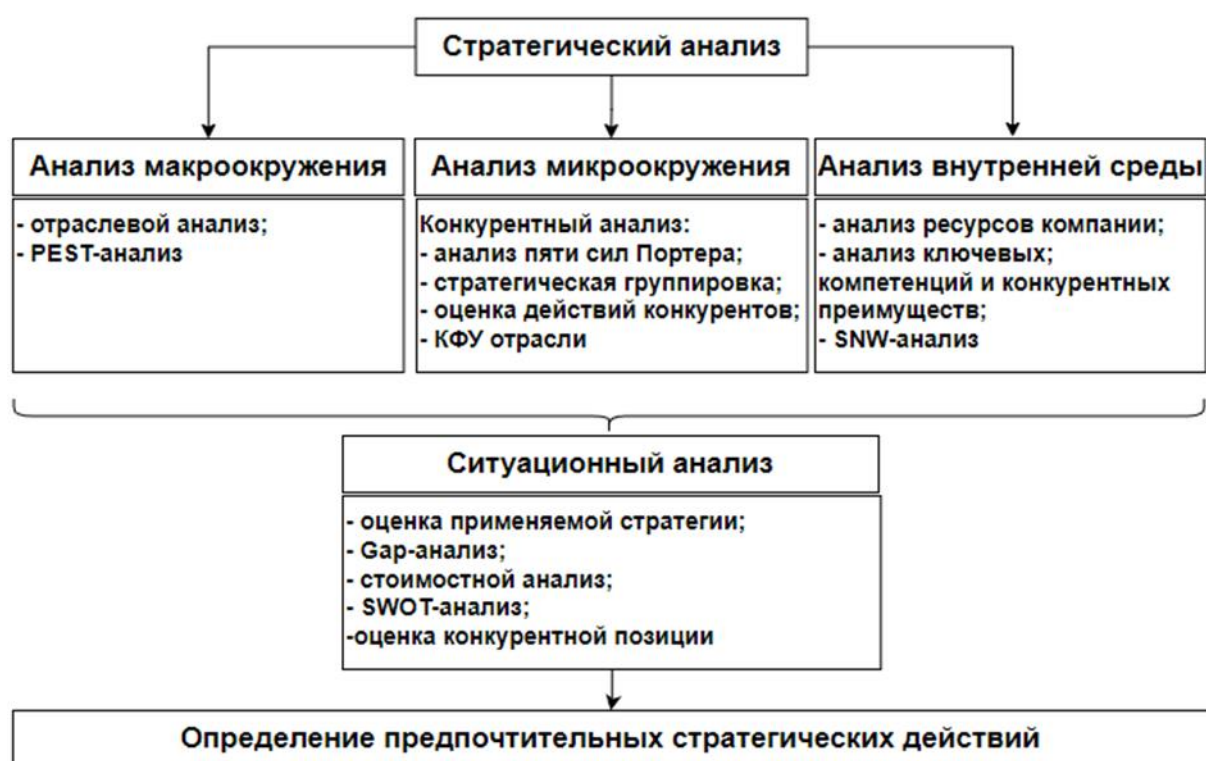 Стратегический анализ
Анализ макроокружения
- отраслевой анализ;
- PEST-анализ
Анализ микроокружения
Конкурентный анализ:
- анализ пяти сил Портера;
- стратегическая группировка;
- оценка действий конкурентов;
- КФУ отрасли
Анализ внутренней среды
- анализ ресурсов компании;
- анализ ключевых;
компетенций и конкурентных
преимуществ;
- SNW-анализ
Ситуационный анализ
- оценка применяемой стратегии;
- Gap-анализ;
- стоимостной анализ;
- SWOT-анализ;
-оценка конкурентной позиции
Определение предпочтительных стратегических действий